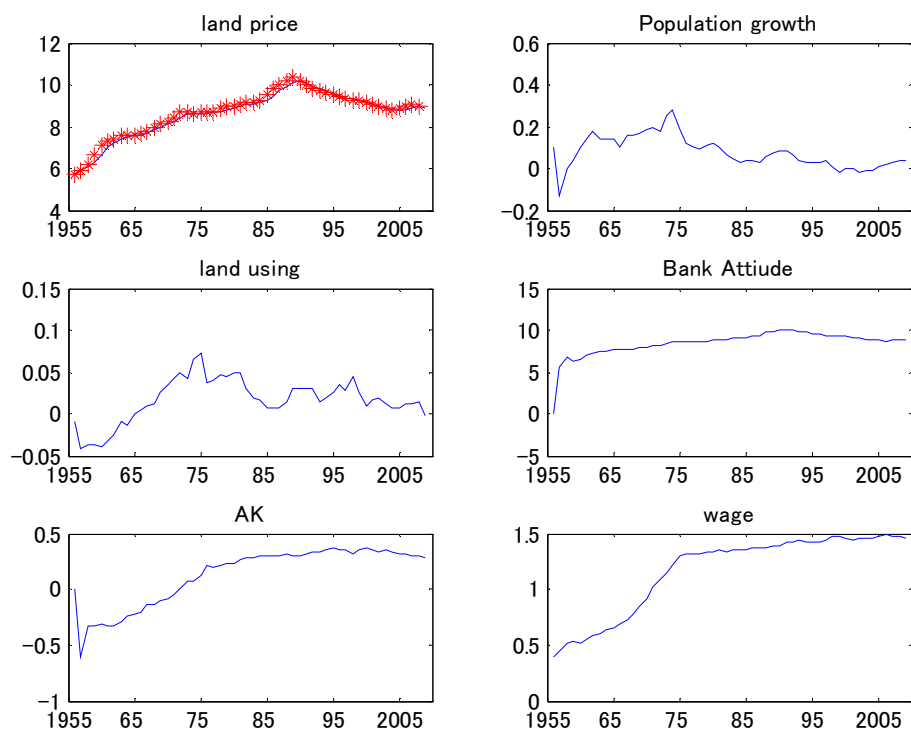 land price
12
10
8
6
4
1955 65 75 85 95 2005
Population growth
0.6
0.4
0.2
0
-0.2
1955 65 75 85 95 2005
land using
0.15
0.1
0.05
0
-0.05
1955 65 75 85 95 2005
Bank Attiude
15
10
5
0
-5
1955 65 75 85 95 2005
AK
0.5
0
-0.5
-1
1955 65 75 85 95 2005
wage
1.5
1
0.5
0
1955 65 75 85 95 2005